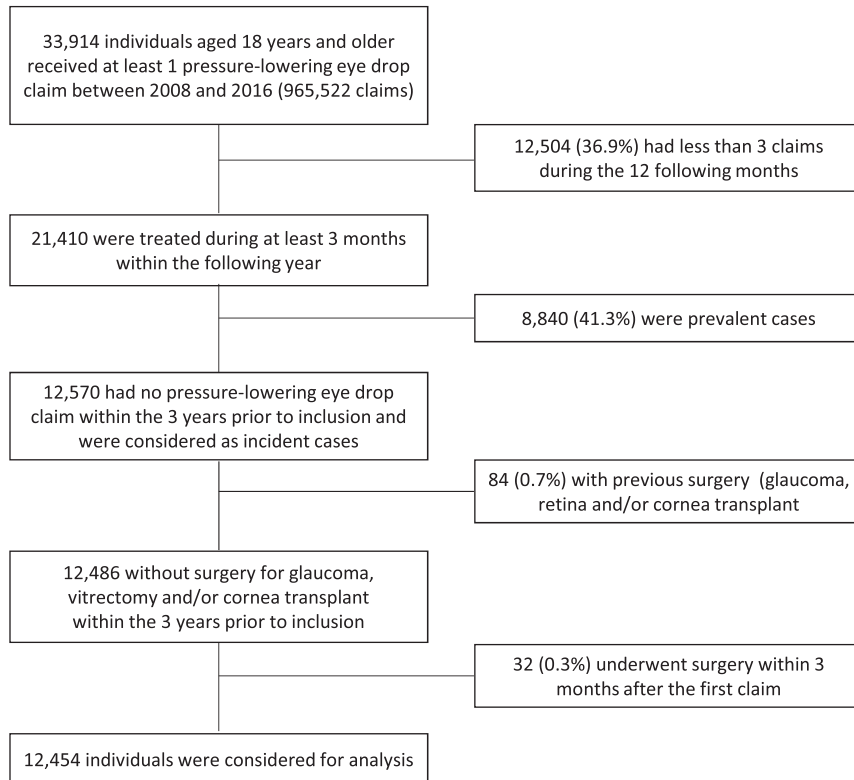 33,914 individuals aged 18 years and older
received at least 1 pressure-lowering eye drop
claim between 2008 and 2016 (965,522 claims)
12,504 (36.9%) had less than 3 claims
during the 12 following months
21,410 were treated during at least 3 months
within the following year
8,840 (41.3%) were prevalent cases
12,570 had no pressure-lowering eye drop
claim within the 3 years prior to inclusion and
were considered as incident cases
84 (0.7%) with previous surgery (glaucoma,
retina and/or cornea transplant
12,486 without surgery for glaucoma,
vitrectomy and/or cornea transplant
within the 3 years prior to inclusion
32 (0.3%) underwent surgery within 3
months after the first claim
12,454 individuals were considered for analysis